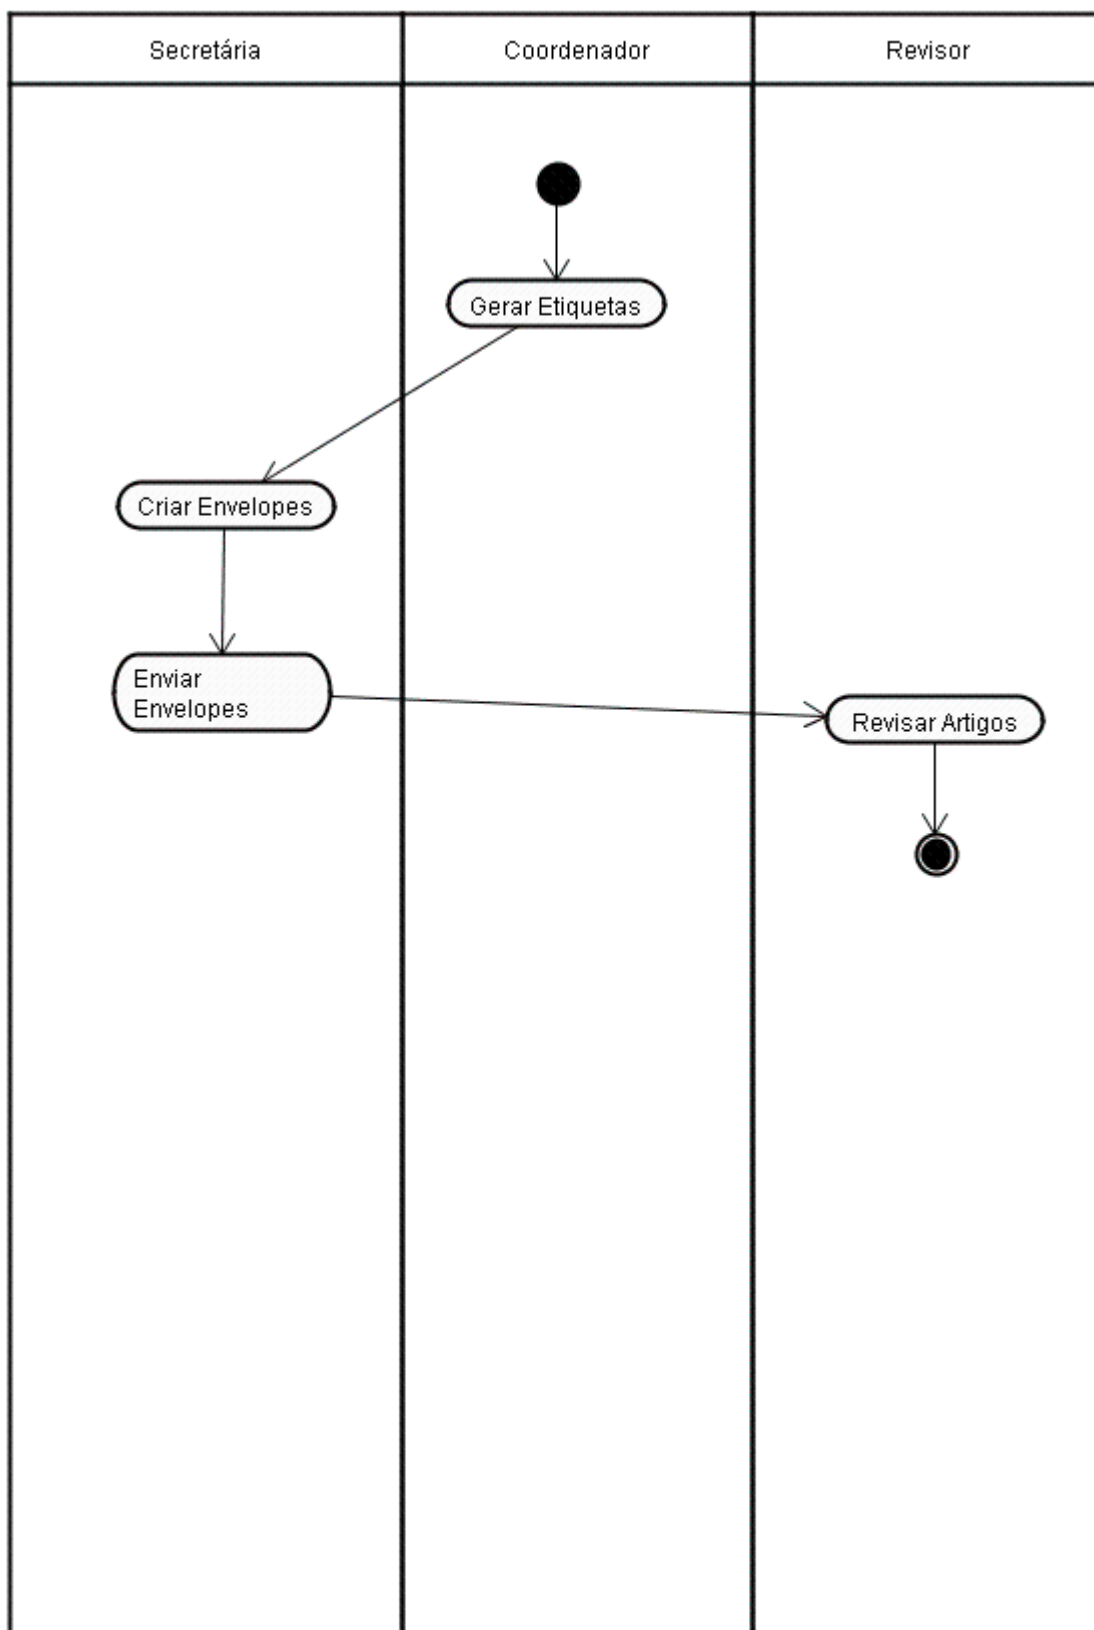 Secretária
Coordenador
Revisor
Gerar Etiquetas
Criar Envelopes
Enviar
Envelopes
Revisar Artigos